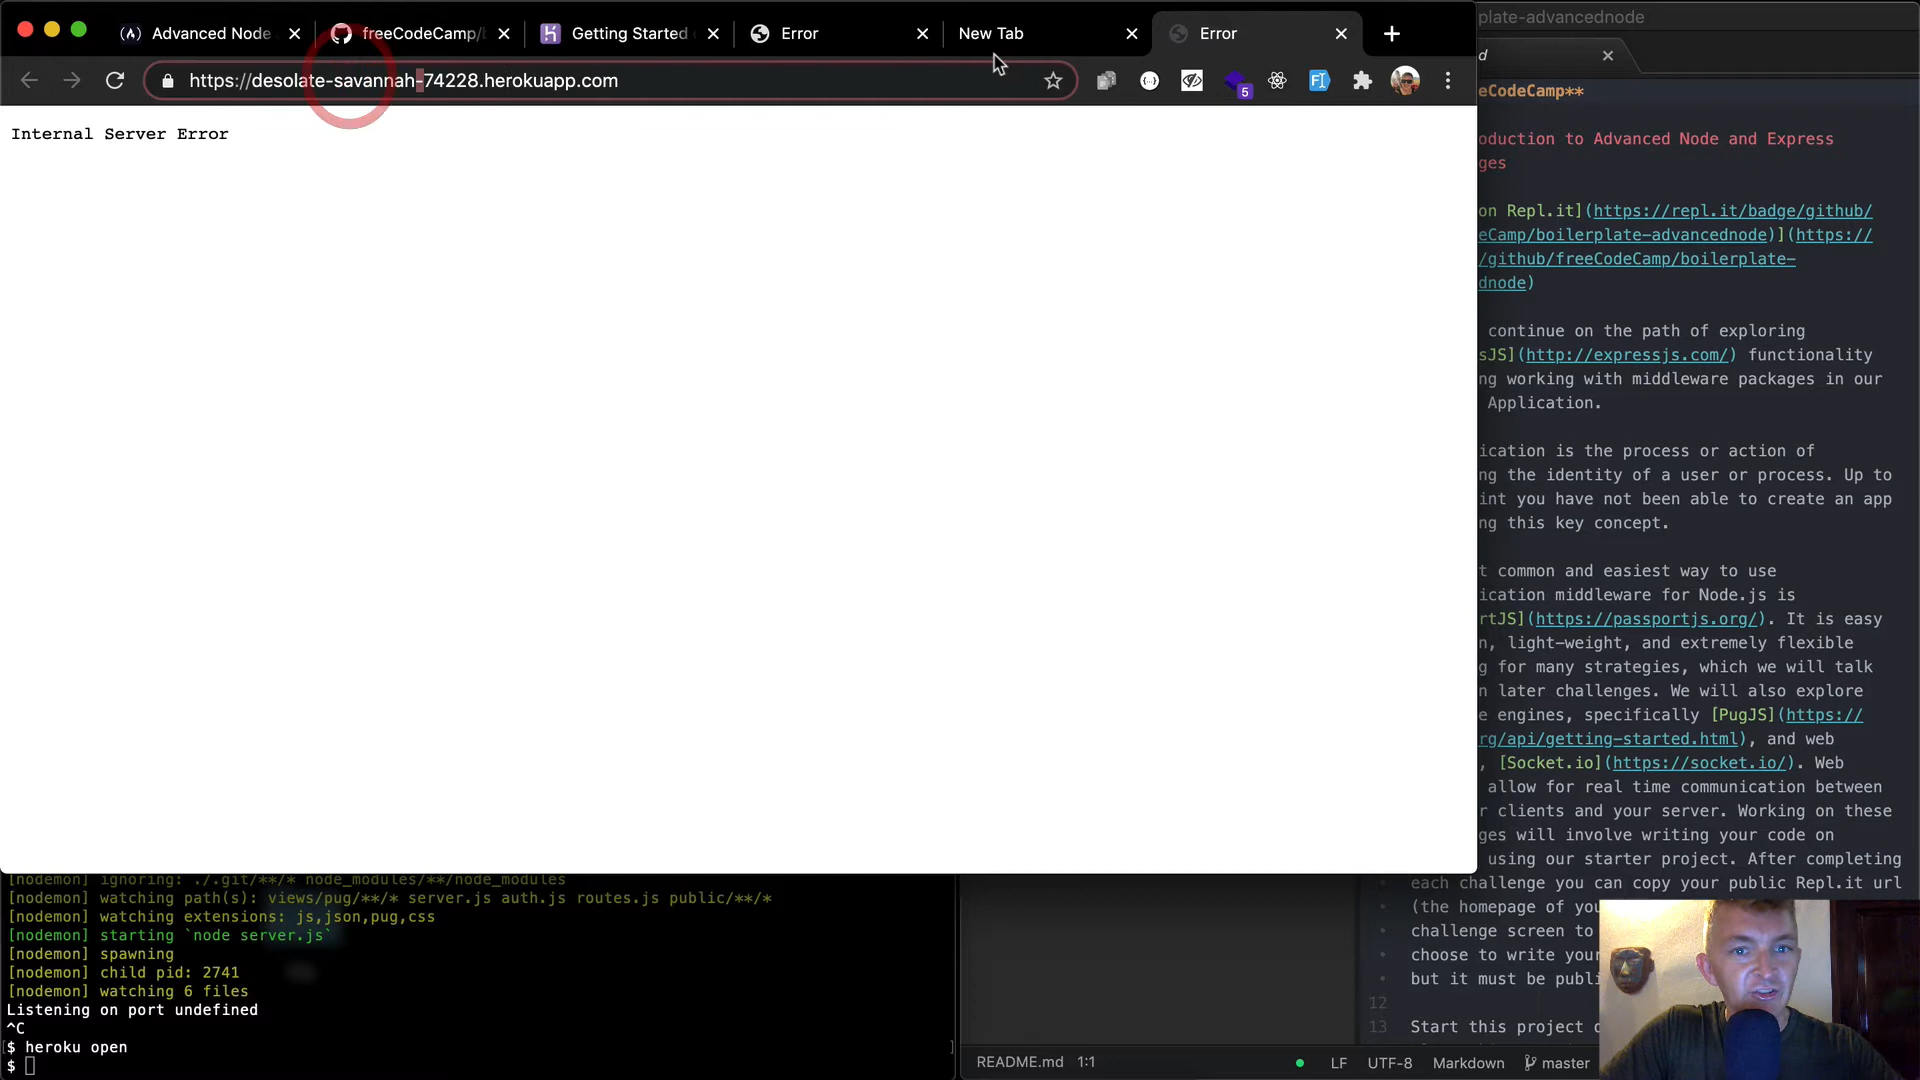 Advanced Node
freeCodeCamp/b
Getting Started
Error
New Tab
Error
https://desolate-savannah-74228.herokuapp.com
5
Internal Server Error
[nodemon] ignoring: ./.git/**/* node_modules/**/node_modules
[nodemon] watching path(s): views/pug/**/* server.js auth.js routes.js public/**/*
[nodemon] watching extensions: js,json,pug,css
[nodemon] starting `node server.js`
[nodemon] spawning
[nodemon] child pid: 2741
[nodemon] watching 6 files
Listening on port undefined
^C
$ heroku open
$
plate-advancednode
d
eCodeCamp**
oduction to Advanced Node and Express
ges
on Repl.it](https://repl.it/badge/github/
eCamp/boilerplate-advancednode)](https://
/github/freeCodeCamp/boilerplate-
dnode)
continue on the path of exploring
sJS](http://expressjs.com/) functionality
ng working with middleware packages in our
Application.
ication is the process or action of
ng the identity of a user or process. Up to
int you have not been able to create an app
ng this key concept.
t common and easiest way to use
ication middleware for Node.js is
rtJS](https://passportjs.org/). It is easy
n, light-weight, and extremely flexible
g for many strategies, which we will talk
n later challenges. We will also explore
e engines, specifically [PugJS](https://
rg/api/getting-started.html), and web
, [Socket.io](https://socket.io/). Web
allow for real time communication between
r clients and your server. Working on these
ges will involve writing your code on
using our starter project. After completing
each challenge you can copy your public Repl.it url
(the homepage of you
challenge screen to
choose to write your
but it must be publi
12
13 Start this project o
README.md 1:1
LF UTF-8 Markdown master